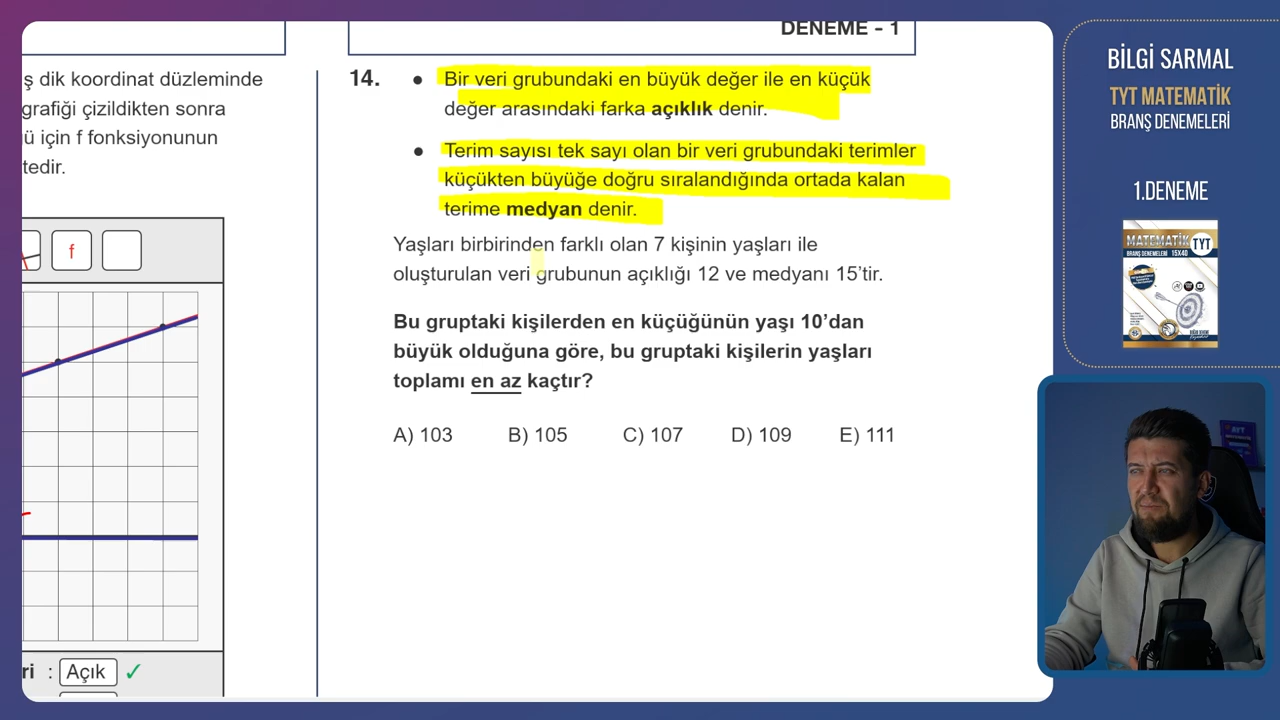 DENEME - 1
ş dik koordinat düzleminde
grafiği çizildikten sonra
ü için f fonksiyonunun
tedir.
f
ri : Açık ✓
14. • Bir veri grubundaki en büyük değer ile en küçük
değer arasındaki farka açıklık denir.
• Terim sayısı tek sayı olan bir veri grubundaki terimler
küçükten büyüğe doğru sıralandığında ortada kalan
terime medyan denir.
Yaşları birbirinden farklı olan 7 kişinin yaşları ile
oluşturulan veri grubunun açıklığı 12 ve medyanı 15’tir.
Bu gruptaki kişilerden en küçüğünün yaşı 10’dan
büyük olduğuna göre, bu gruptaki kişilerin yaşları
toplamı en az kaçtır?
A) 103 B) 105 C) 107 D) 109 E) 111
BİLGİ SARMAL
TYT MATEMATİK
BRANŞ DENEMELERİ
1.DENEME
MATEMATİK TYT
BRANŞ DENEMELERİ 15X40